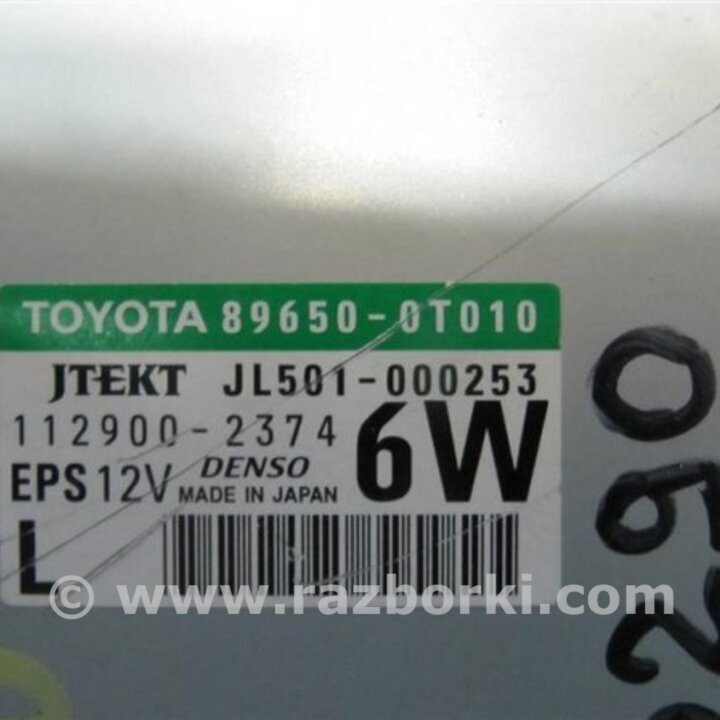 TOYOTA 89650-0T010
JTEKT JL501-000253
112900-2374 6W
EPS 12V DENSO
MADE IN JAPAN
L
© www.razborki.com